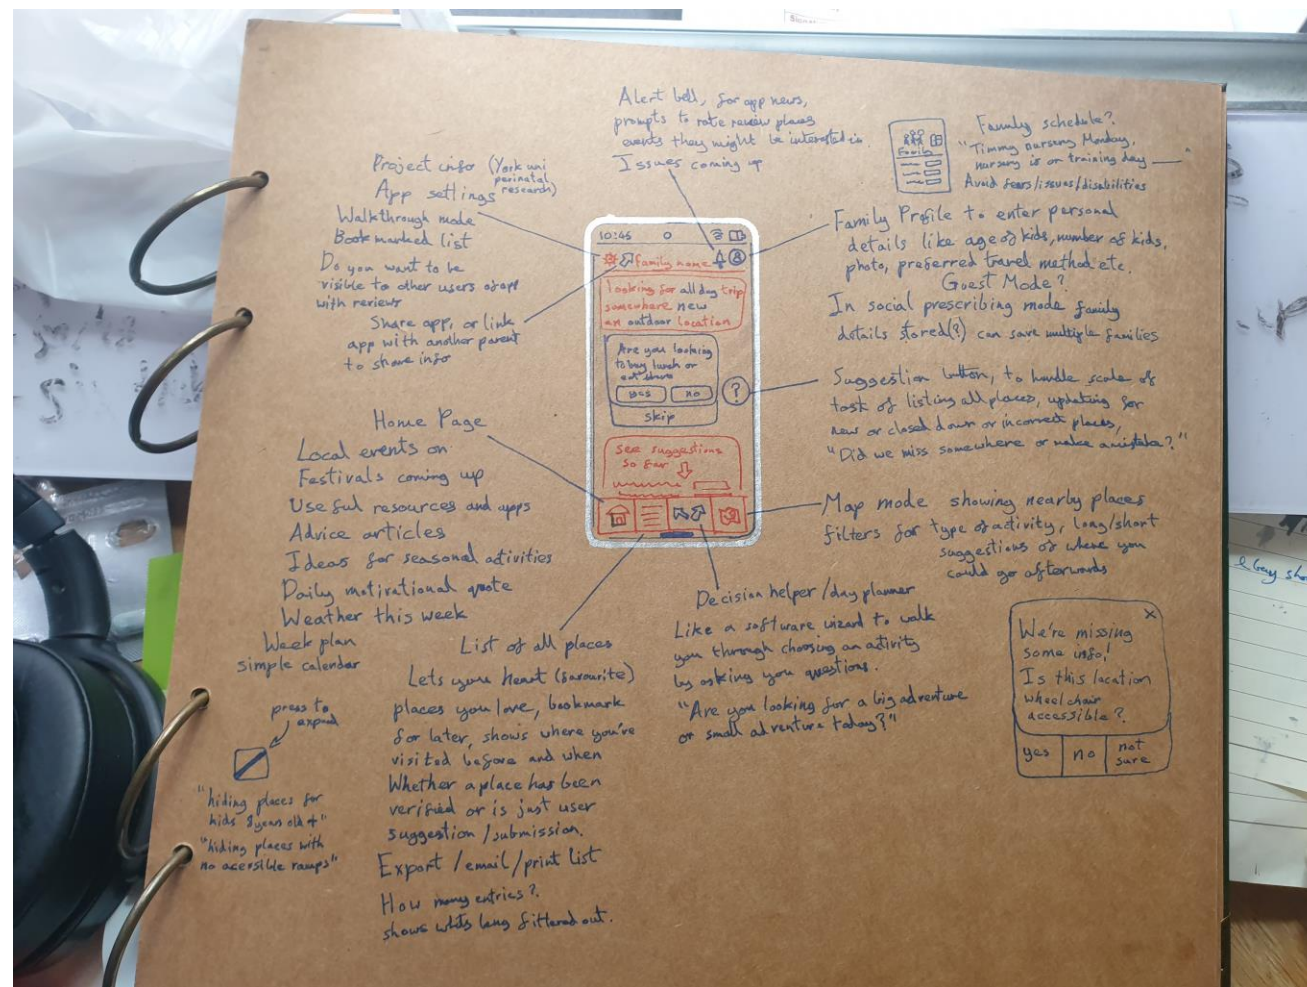 Alert bell, for app news,
prompts to rate review places
events they might be interested in
Issues coming up
Project info (York uni
perinatal
research)
App settings
Walkthrough mode
Bookmarked list
Do you want to be
visible to other users of app
with reviews
Share app, or link
app with another parent
to share info
Family
Family schedule?
"Timmy nursery Monday,
nursery is on training day ——"
Avoid fears/issues/disabilities
Family Profile to enter personal
details like age of kids, number of kids,
photo, preferred travel method etc.
Guest Mode?
In social prescribing mode family
details stored(?) can save multiple families
Suggestion button, to handle scale of
task of listing all places, updating for
new or closed down or incorrect places,
"Did we miss somewhere or make a mistake?"
Map mode showing nearby places
filters for type of activity, long/short
suggestions of where you
could go afterwards
10:45
family name
looking for all day trip
somewhere new
an outdoor location
Are you looking
to buy lunch or
eat
yes no
skip
?
see suggestions
so far
Home Page
Local events on
Festivals coming up
Useful resources and apps
Advice articles
Ideas for seasonal activities
Daily motivational quote
Weather this week
Week plan
simple calendar
press to
expand
"hiding places for
kids 8 years old +"
"hiding places with
no acessible ramps"
List of all places
Lets you heart (favourite)
places you love, bookmark
for later, shows where you've
visited before and when
Whether a place has been
verified or is just user
suggestion/submission.
Export/email/print list
How many entries?
shows whats being filtered out.
Decision helper/day planner
Like a software wizard to walk
you through choosing an activity
by asking you questions.
"Are you looking for a big adventure
or small adventure today?"
X
We're missing
some info!
Is this location
wheelchair
accessible?
yes no not
sure